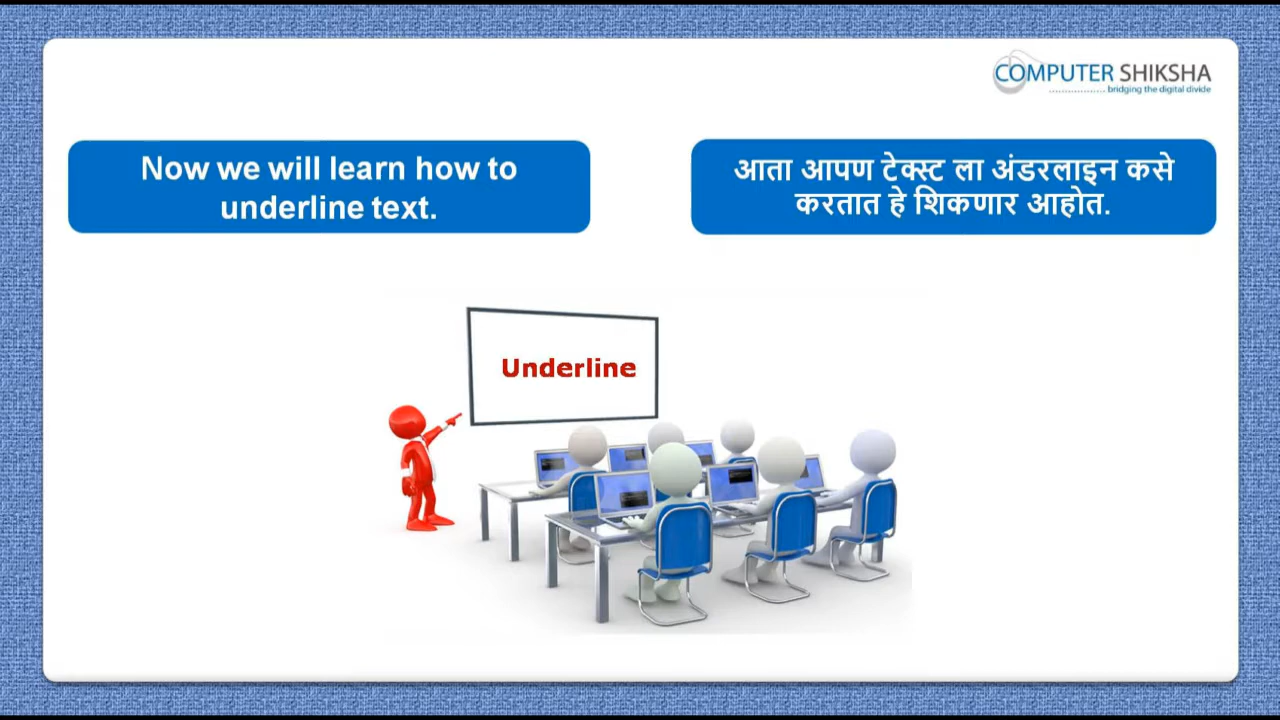 COMPUTER SHIKSHA
bridging the digital divide
Now we will learn how to
underline text.
आता आपण टेक्स्ट ला अंडरलाइन कसे
करतात हे शिकणार आहोत.
Underline